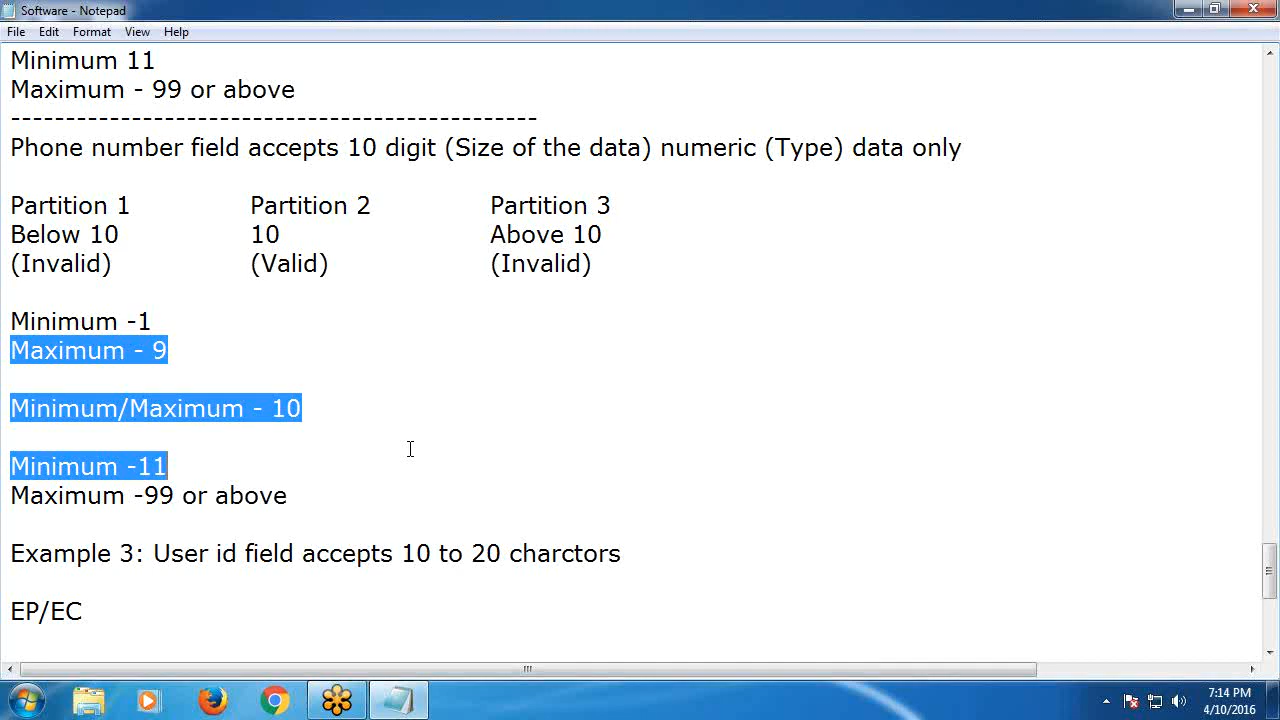 Software - Notepad
File Edit Format View Help
Minimum 11
Maximum - 99 or above
------------------------------------------------
Phone number field accepts 10 digit (Size of the data) numeric (Type) data only
Partition 1 Partition 2 Partition 3
Below 10 10 Above 10
(Invalid) (Valid) (Invalid)
Minimum -1
Maximum - 9
Minimum/Maximum - 10
Minimum -11
Maximum -99 or above
Example 3: User id field accepts 10 to 20 charctors
EP/EC
7:14 PM
4/10/2016